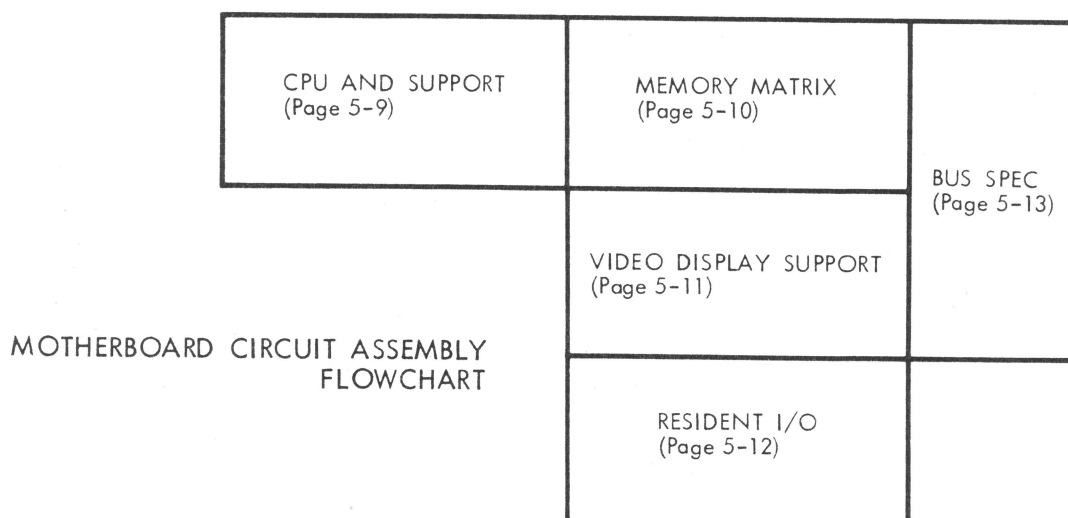 CPU AND SUPPORT
(Page 5-9)
MEMORY MATRIX
(Page 5-10)
BUS SPEC
(Page 5-13)
VIDEO DISPLAY SUPPORT
(Page 5-11)
MOTHERBOARD CIRCUIT ASSEMBLY
FLOWCHART
RESIDENT I/O
(Page 5-12)